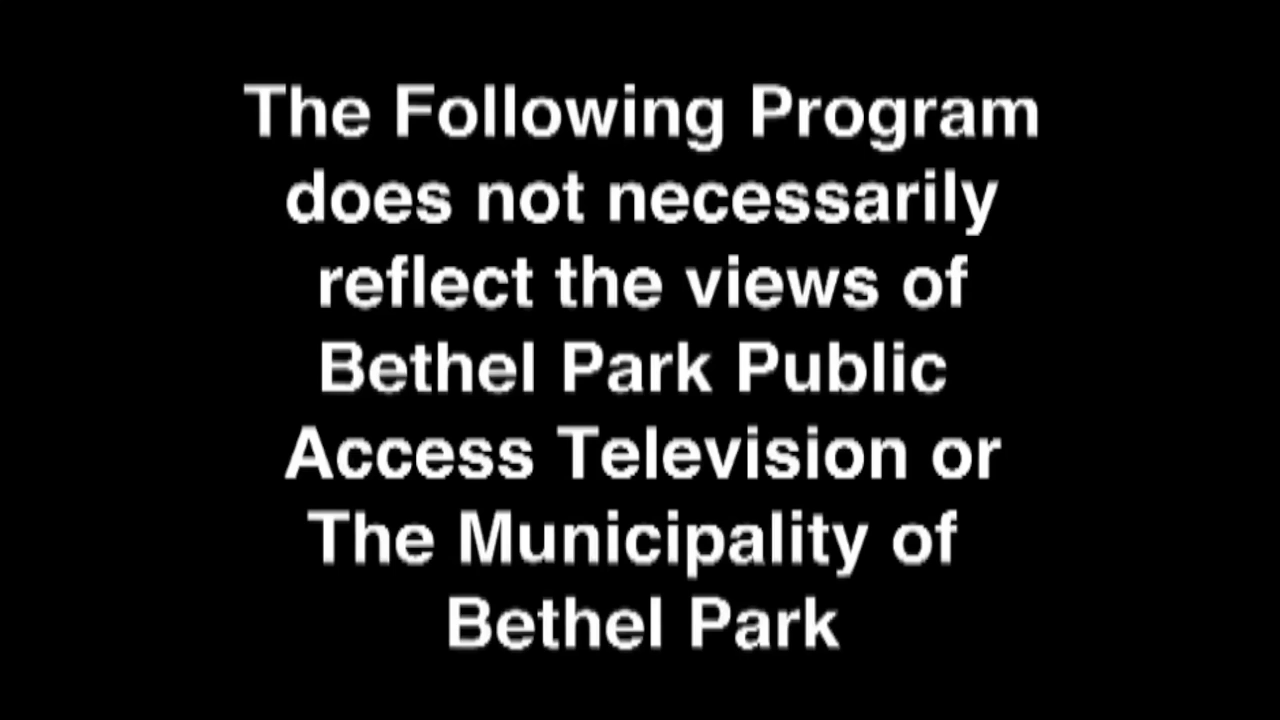 The Following Program
does not necessarily
reflect the views of
Bethel Park Public
Access Television or
The Municipality of
Bethel Park